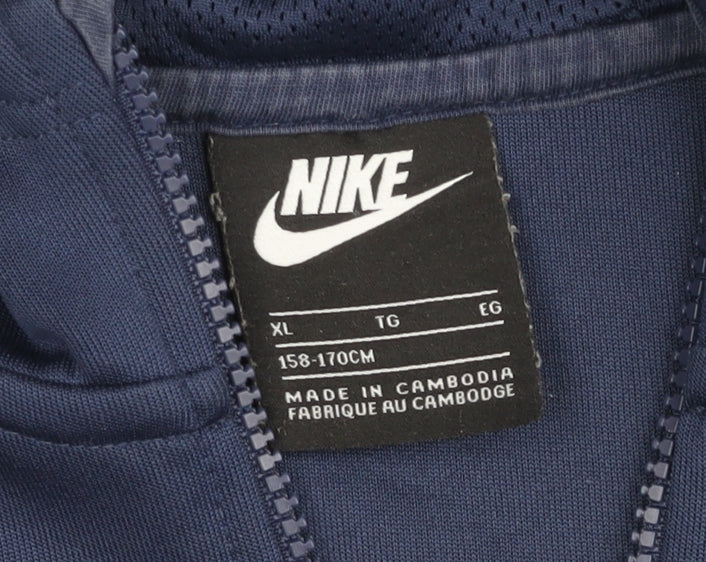 NIKE
XL TG EG
158-170CM
MADE IN CAMBODIA
FABRIQUE AU CAMBODGE